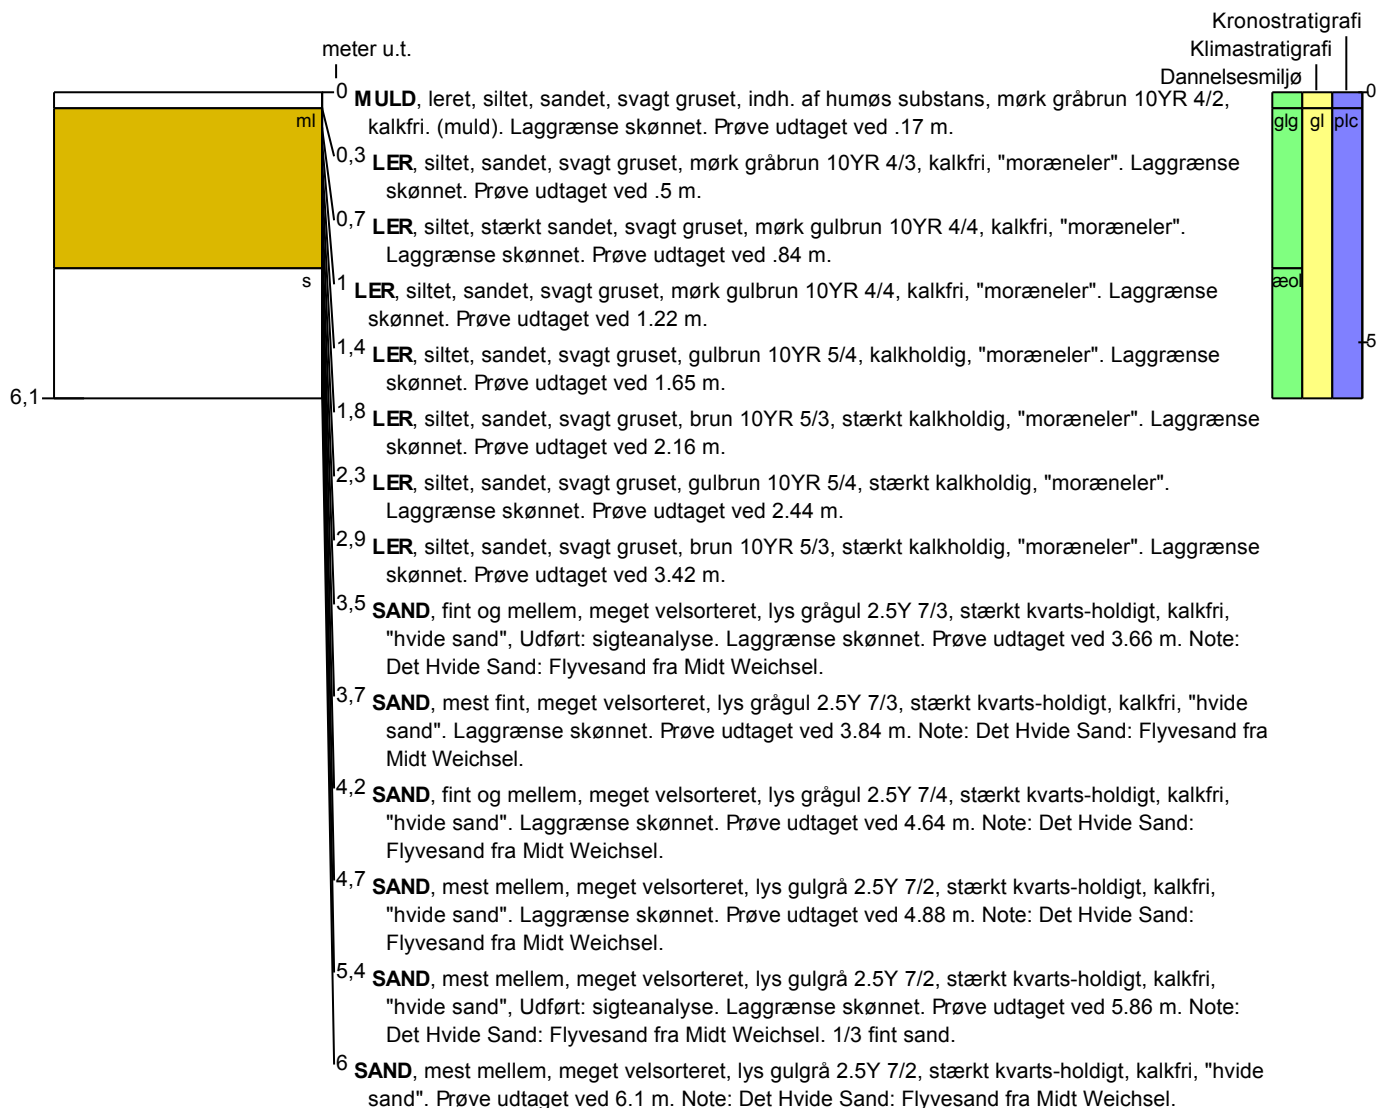 Kronostratigrafi
meter u.t.
Klimastratigrafi
Dannelsesmiljø
0
MULD, leret, siltet, sandet, svagt gruset, indh. af humøs substans, mørk gråbrun 10YR 4/2,
kalkfri. (muld). Laggrænse skønnet. Prøve udtaget ved .17 m.
0
ml
glg
gl
plc
0,3
LER, siltet, sandet, svagt gruset, mørk gråbrun 10YR 4/3, kalkfri, "moræneler". Laggrænse
skønnet. Prøve udtaget ved .5 m.
0,7
LER, siltet, stærkt sandet, svagt gruset, mørk gulbrun 10YR 4/4, kalkfri, "moræneler".
Laggrænse skønnet. Prøve udtaget ved .84 m.
s
1
LER, siltet, sandet, svagt gruset, mørk gulbrun 10YR 4/4, kalkfri, "moræneler". Laggrænse
skønnet. Prøve udtaget ved 1.22 m.
æol
1,4
LER, siltet, sandet, svagt gruset, gulbrun 10YR 5/4, kalkholdig, "moræneler". Laggrænse
skønnet. Prøve udtaget ved 1.65 m.
5
6,1
1,8
LER, siltet, sandet, svagt gruset, brun 10YR 5/3, stærkt kalkholdig, "moræneler". Laggrænse
skønnet. Prøve udtaget ved 2.16 m.
2,3
LER, siltet, sandet, svagt gruset, gulbrun 10YR 5/4, stærkt kalkholdig, "moræneler".
Laggrænse skønnet. Prøve udtaget ved 2.44 m.
2,9
LER, siltet, sandet, svagt gruset, brun 10YR 5/3, stærkt kalkholdig, "moræneler". Laggrænse
skønnet. Prøve udtaget ved 3.42 m.
3,5
SAND, fint og mellem, meget velsorteret, lys grågul 2.5Y 7/3, stærkt kvarts-holdigt, kalkfri,
"hvide sand", Udført: sigteanalyse. Laggrænse skønnet. Prøve udtaget ved 3.66 m. Note:
Det Hvide Sand: Flyvesand fra Midt Weichsel.
3,7
SAND, mest fint, meget velsorteret, lys grågul 2.5Y 7/3, stærkt kvarts-holdigt, kalkfri, "hvide
sand". Laggrænse skønnet. Prøve udtaget ved 3.84 m. Note: Det Hvide Sand: Flyvesand fra
Midt Weichsel.
4,2
SAND, fint og mellem, meget velsorteret, lys grågul 2.5Y 7/4, stærkt kvarts-holdigt, kalkfri,
"hvide sand". Laggrænse skønnet. Prøve udtaget ved 4.64 m. Note: Det Hvide Sand:
Flyvesand fra Midt Weichsel.
4,7
SAND, mest mellem, meget velsorteret, lys gulgrå 2.5Y 7/2, stærkt kvarts-holdigt, kalkfri,
"hvide sand". Laggrænse skønnet. Prøve udtaget ved 4.88 m. Note: Det Hvide Sand:
Flyvesand fra Midt Weichsel.
5,4
SAND, mest mellem, meget velsorteret, lys gulgrå 2.5Y 7/2, stærkt kvarts-holdigt, kalkfri,
"hvide sand", Udført: sigteanalyse. Laggrænse skønnet. Prøve udtaget ved 5.86 m. Note:
Det Hvide Sand: Flyvesand fra Midt Weichsel. 1/3 fint sand.
6
SAND, mest mellem, meget velsorteret, lys gulgrå 2.5Y 7/2, stærkt kvarts-holdigt, kalkfri, "hvide
sand". Prøve udtaget ved 6.1 m. Note: Det Hvide Sand: Flyvesand fra Midt Weichsel.